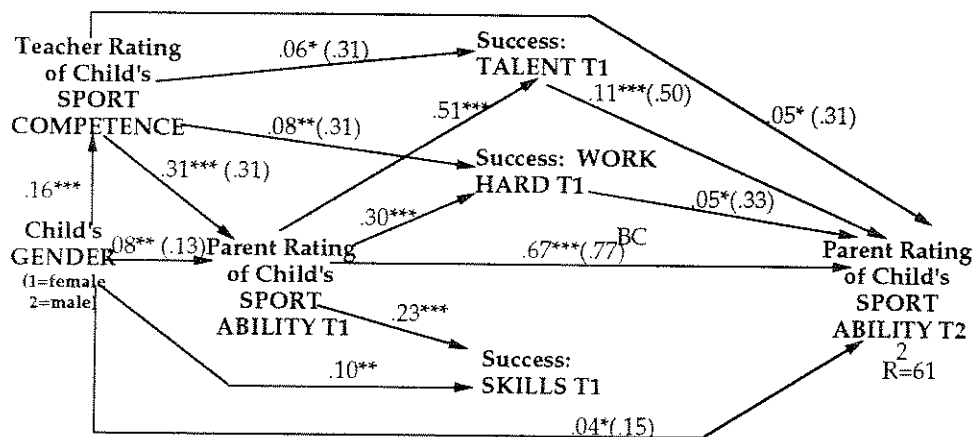 Teacher Rating
of Child's
SPORT
COMPETENCE
.06* (.31)
Success:
TALENT T1
.51***
.11***(.50)
.05* (.31)
.08**(.31)
.31*** (.31)
Success: WORK
HARD T1
.16***
.30***
.05*(.33)
Child's
GENDER
(1=female
2=male)
.08** (.13)
Parent Rating
of Child's
SPORT
ABILITY T1
.67***(.77)
BC
Parent Rating
of Child's
SPORT
ABILITY T2
2
R=61
.23***
Success:
SKILLS T1
.10**
.04*(.15)